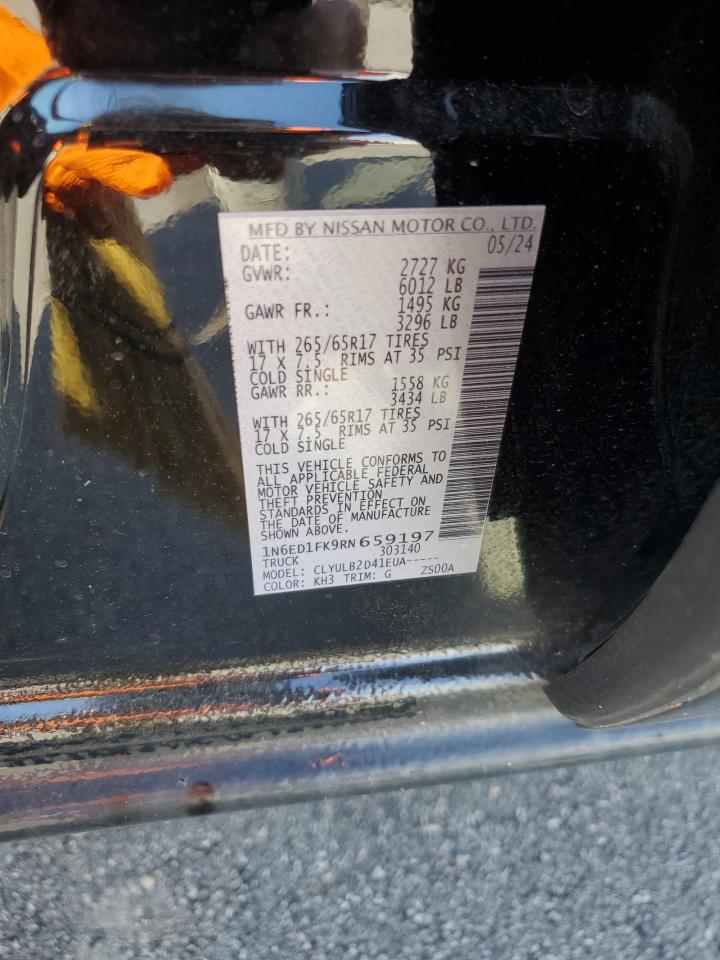 MFD BY NISSAN MOTOR CO., LTD.
DATE: 05/24
GVWR: 2727 KG
6012 LB
GAWR FR.: 1495 KG
3296 LB
WITH 265/65R17 TIRES
17 X 7.5 RIMS AT 35 PSI
COLD SINGLE
GAWR RR.: 1558 KG
3434 LB
WITH 265/65R17 TIRES
17 X 7.5 RIMS AT 35 PSI
COLD SINGLE
THIS VEHICLE CONFORMS TO
ALL APPLICABLE FEDERAL
MOTOR VEHICLE SAFETY AND
THEFT PREVENTION
STANDARDS IN EFFECT ON
THE DATE OF MANUFACTURE
SHOWN ABOVE.
1N6ED1FK9RN659197
TRUCK 303140
MODEL: CLYULB2D41EUA-----
COLOR: KH3 TRIM: G ZS00A